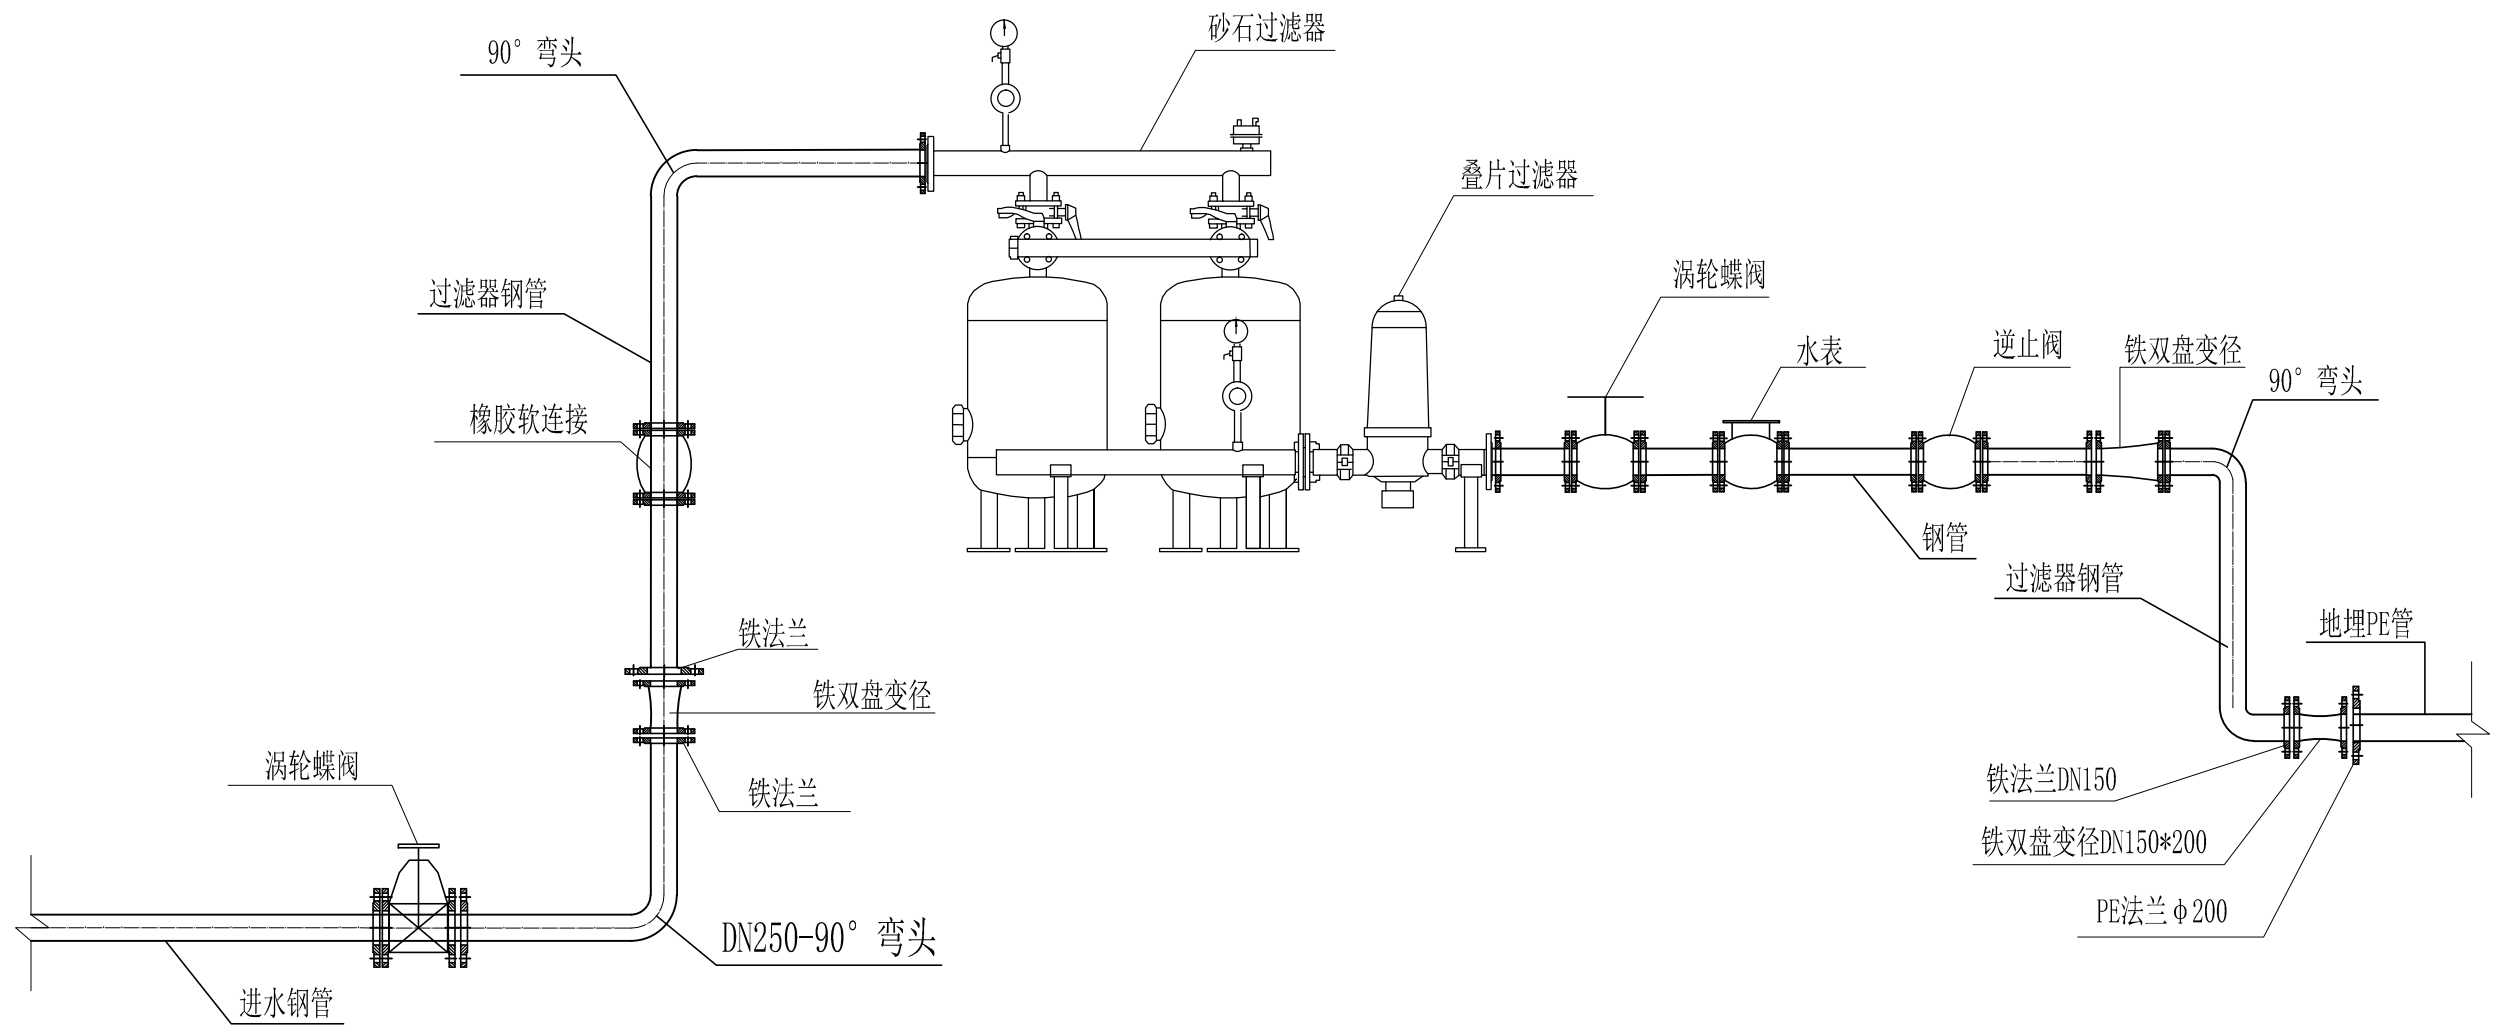 砂石过滤器
90° 弯头
叠片过滤器
涡轮蝶阀
过滤器钢管
水表
逆止阀
铁双盘变径
90° 弯头
橡胶软连接
钢管
过滤器钢管
地埋PE管
铁法兰
铁双盘变径
涡轮蝶阀
铁法兰
铁法兰DN150
铁双盘变径DN150*200
PE法兰φ200
DN250-90° 弯头
进水钢管